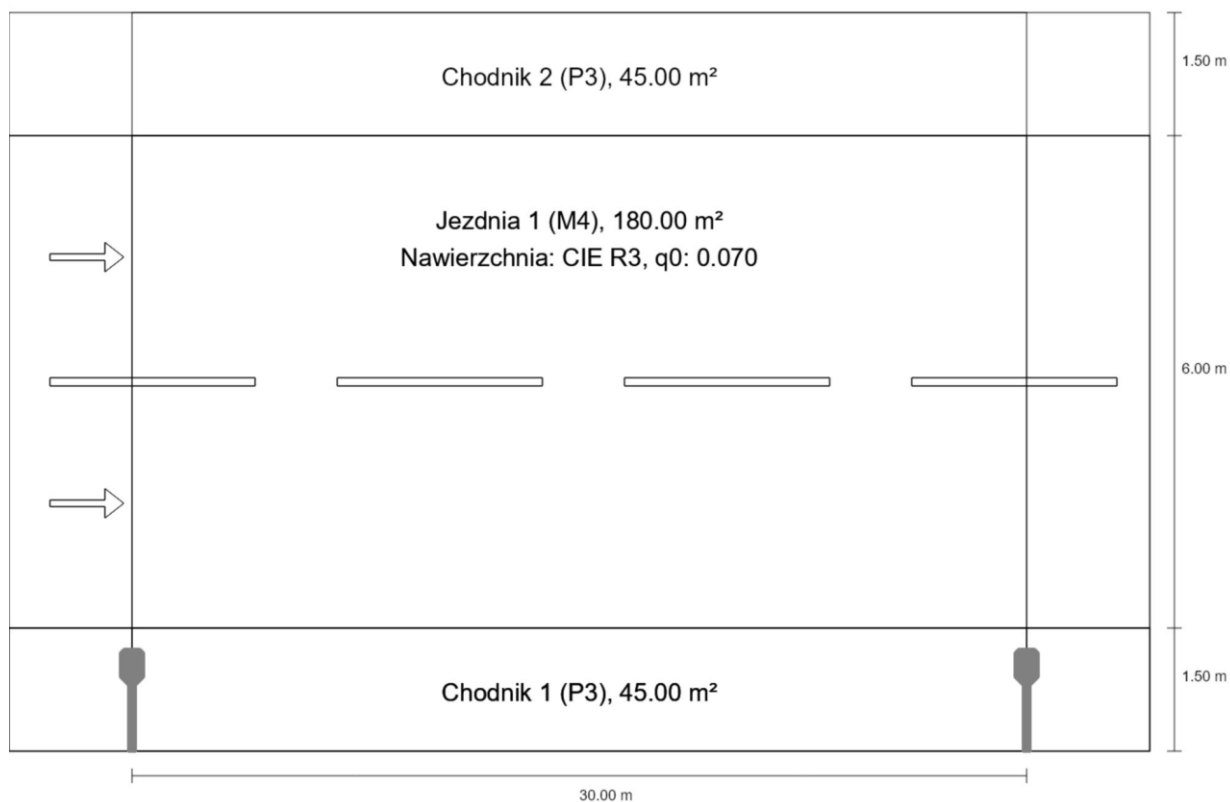 Chodnik 2 (P3), 45.00 m²
1.50 m
Jezdnia 1 (M4), 180.00 m²
Nawierzchnia: CIE R3, q0: 0.070
6.00 m
Chodnik 1 (P3), 45.00 m²
1.50 m
30.00 m